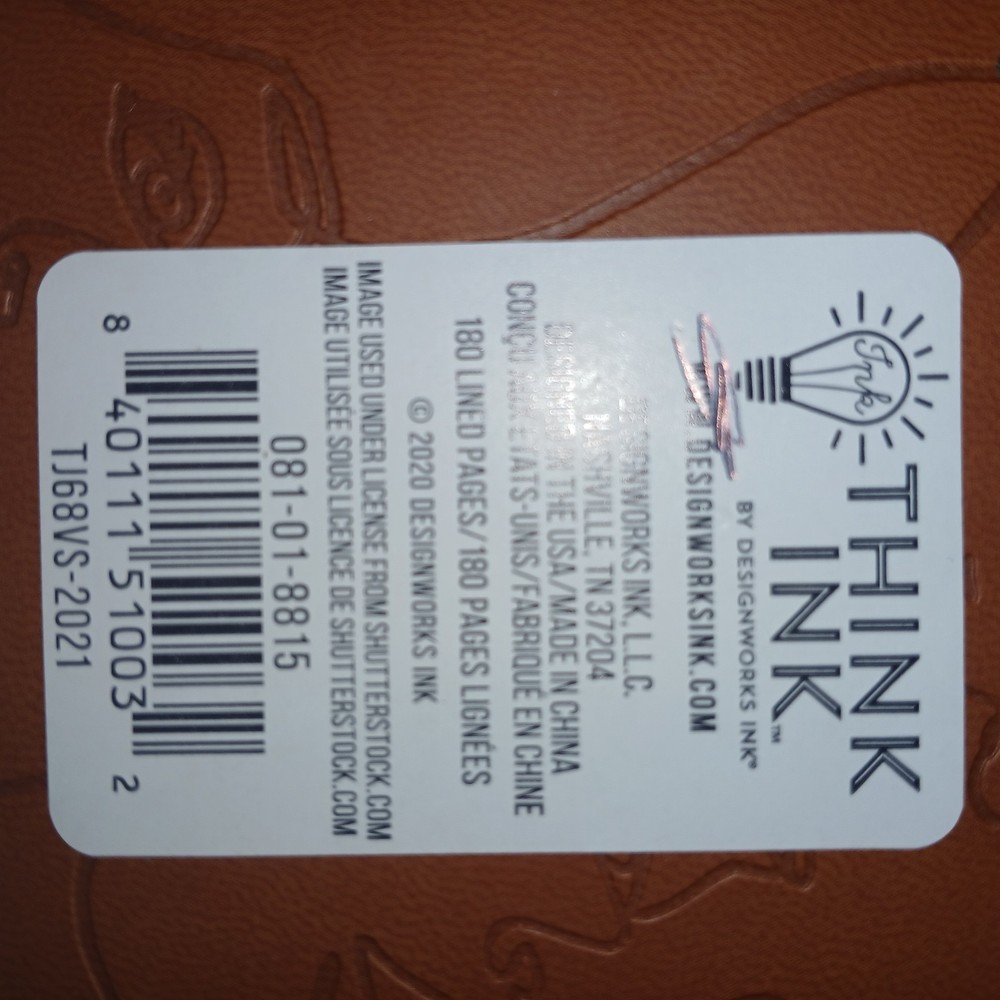 Ink
THINK
INK™
BY DESIGNWORKS INK®
DESIGNWORKSINK.COM
DESIGNWORKS INK, L.L.C.
NASHVILLE, TN 37204
DESIGNED IN THE USA/MADE IN CHINA
CONÇU AUX ETATS-UNIS/FABRIQUÉ EN CHINE
180 LINED PAGES/180 PAGES LIGNÉES
© 2020 DESIGNWORKS INK
IMAGE USED UNDER LICENSE FROM SHUTTERSTOCK.COM
IMAGE UTILISÉE SOUS LICENCE DE SHUTTERSTOCK.COM
081-01-8815
8 40111 51003 2
TJ68VS-2021